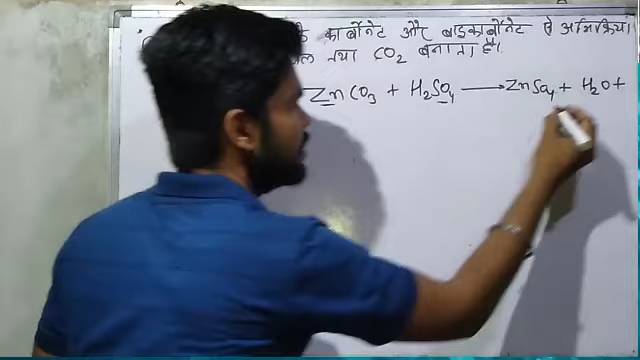 के कार्बोनेट और बाइकार्बोनेट से अभिक्रिया
तथा CO₂ बनाता है।
ZnCO₃ + H₂SO₄ ⟶ ZnSO₄ + H₂O +